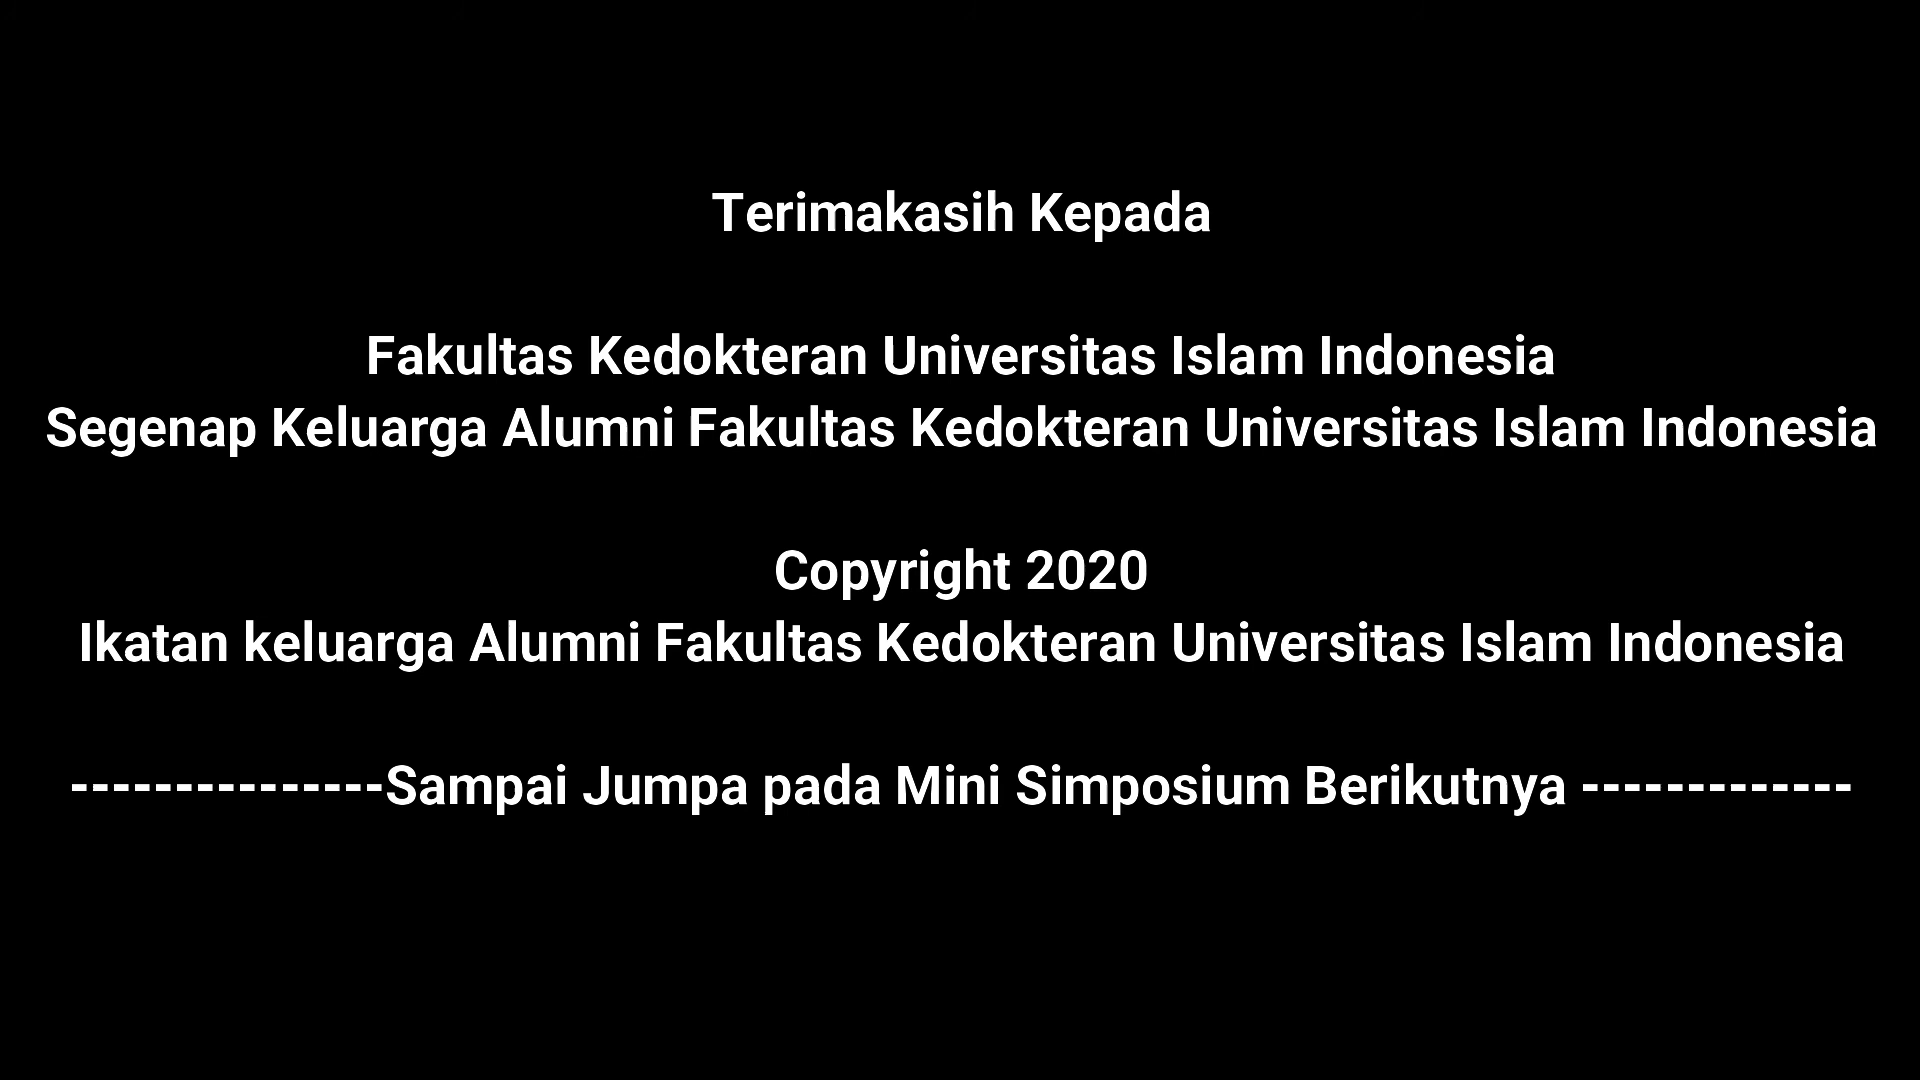 Terimakasih Kepada
Fakultas Kedokteran Universitas Islam Indonesia
Segenap Keluarga Alumni Fakultas Kedokteran Universitas Islam Indonesia
Copyright 2020
Ikatan keluarga Alumni Fakultas Kedokteran Universitas Islam Indonesia
---------------Sampai Jumpa pada Mini Simposium Berikutnya -------------